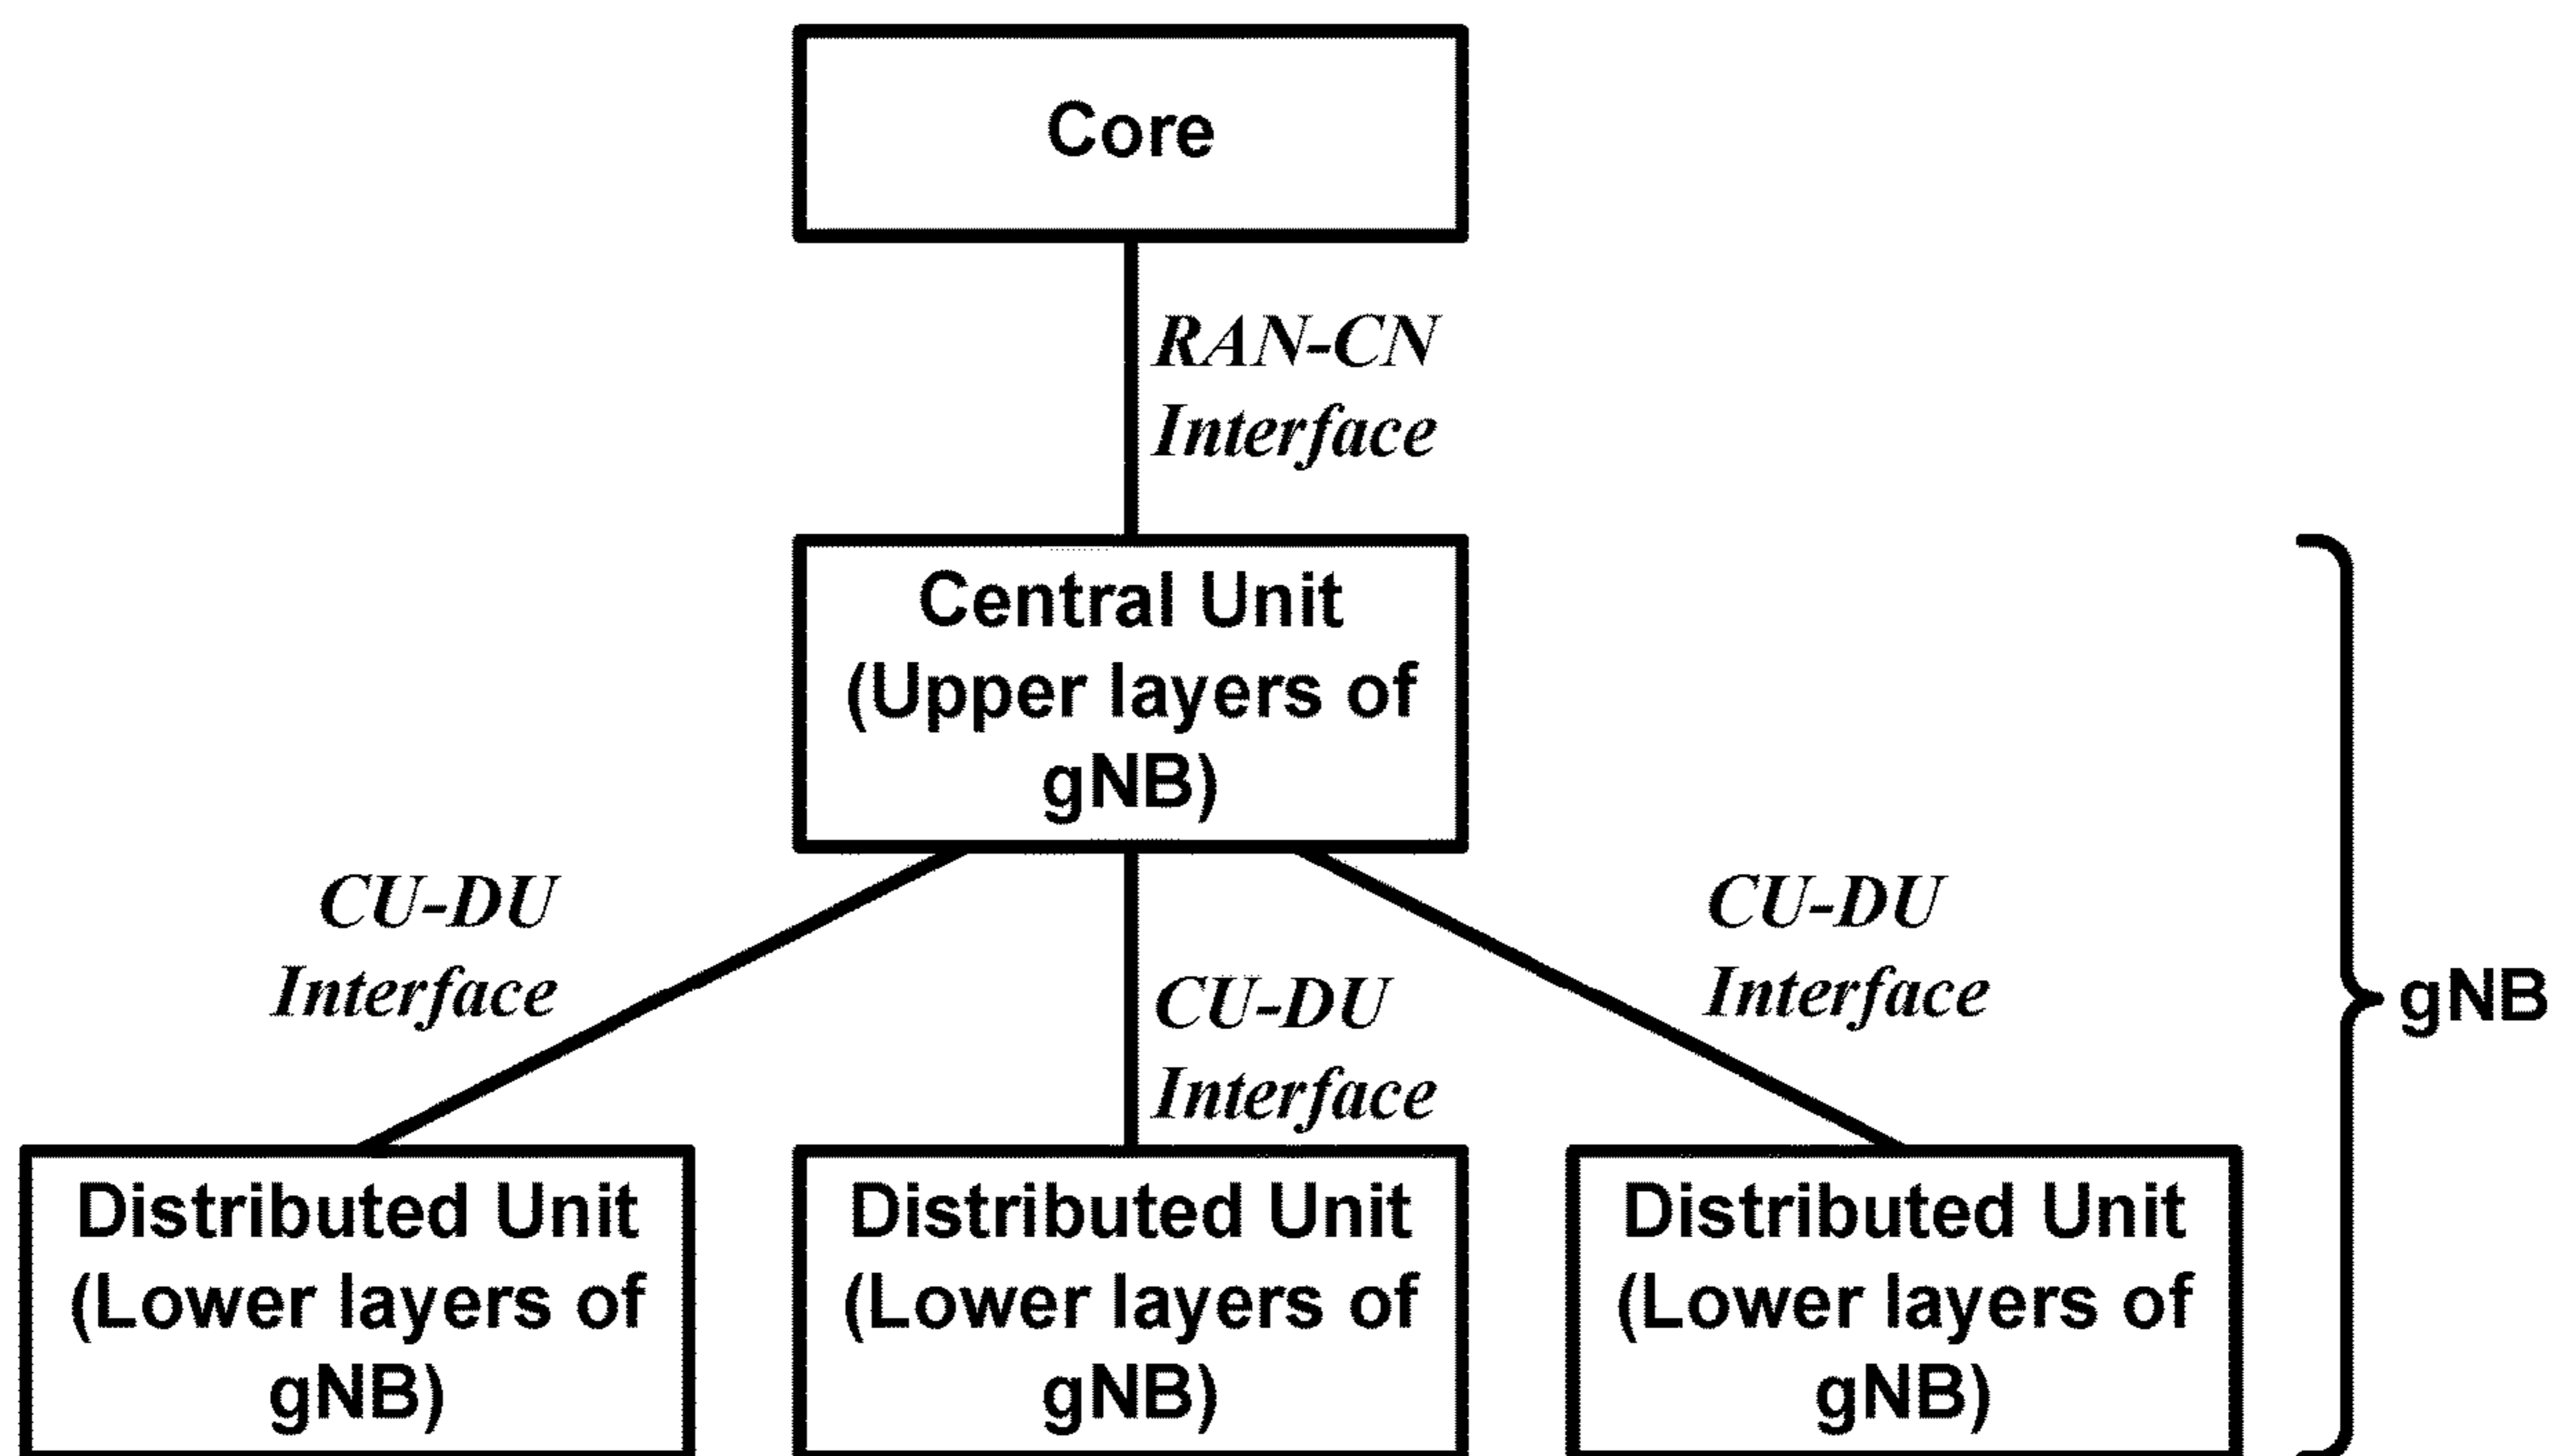 Core
RAN-CN
Interface
Central Unit
(Upper layers of
gNB)
CU-DU
Interface
CU-DU
Interface
CU-DU
Interface
gNB
Distributed Unit
(Lower layers of
gNB)
Distributed Unit
(Lower layers of
gNB)
Distributed Unit
(Lower layers of
gNB)